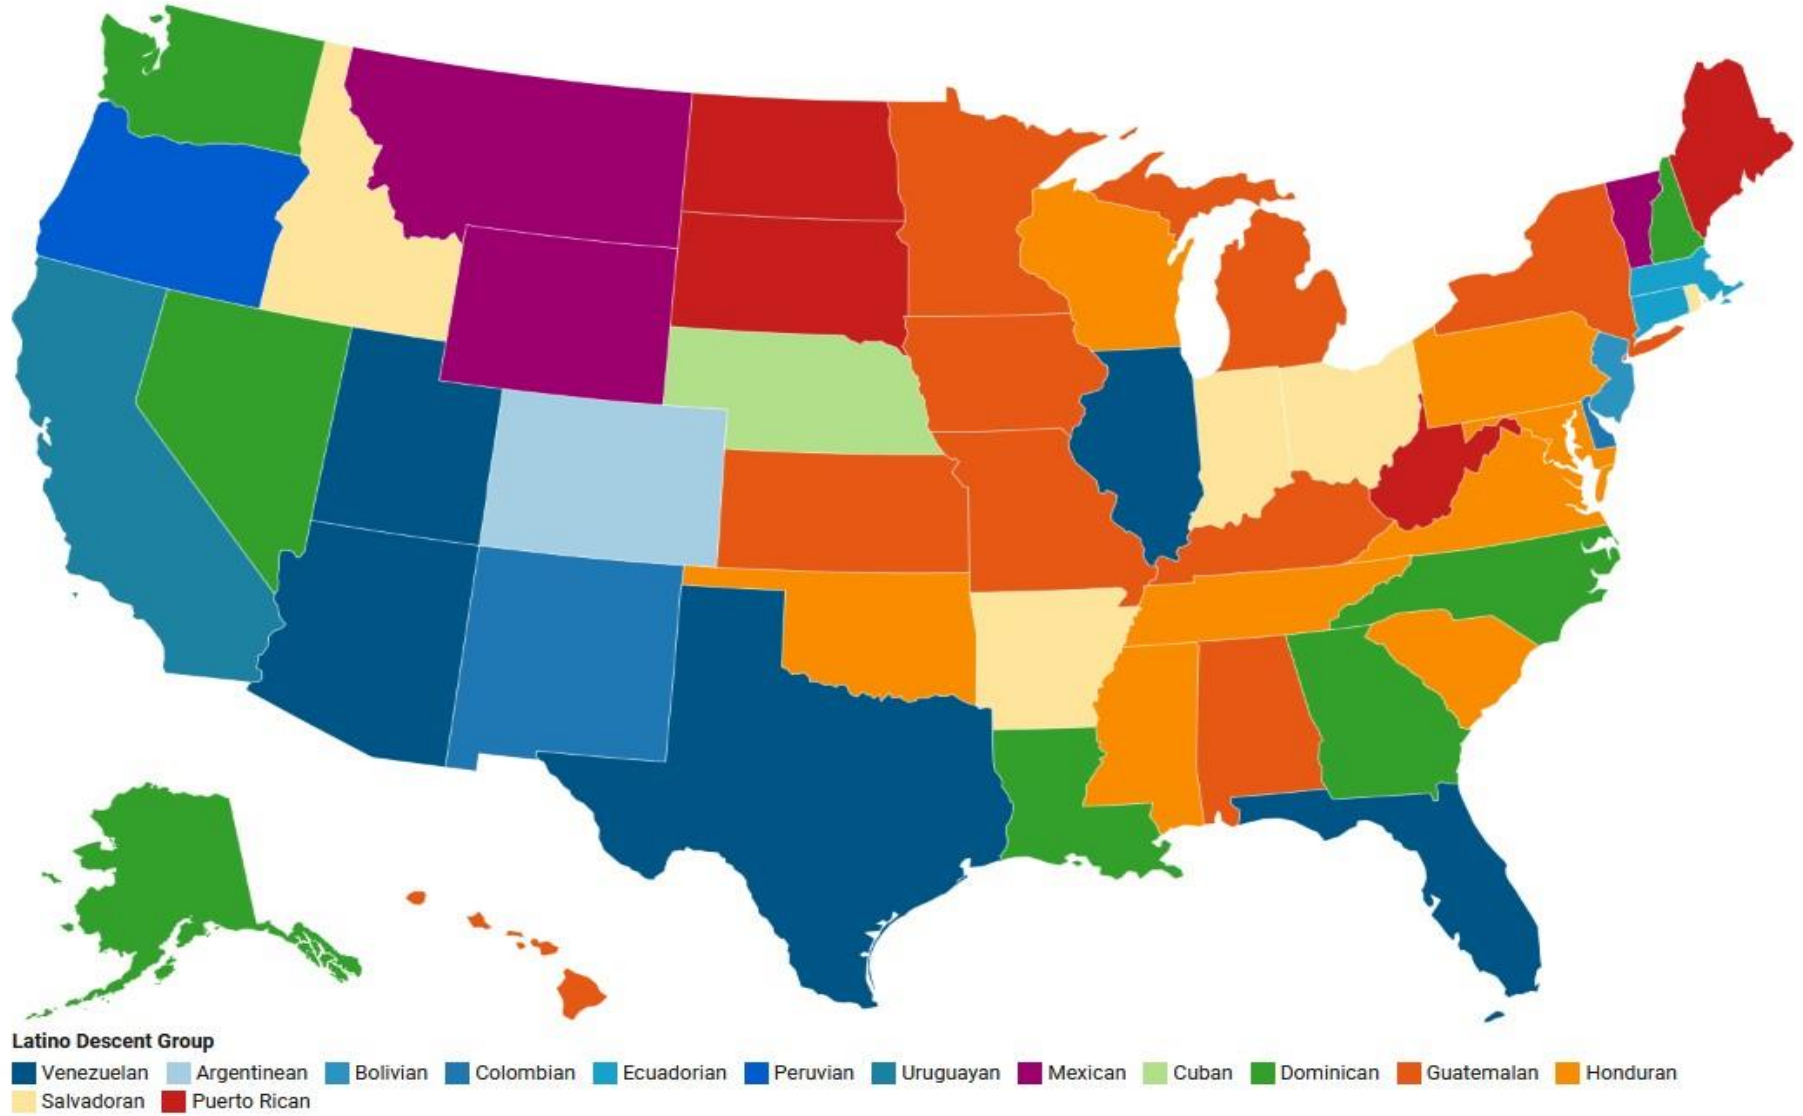 Latino Descent Group
Venezuelan Argentinean Bolivian Colombian Ecuadorian Peruvian Uruguayan Mexican Cuban Dominican Guatemalan Honduran
Salvadoran Puerto Rican